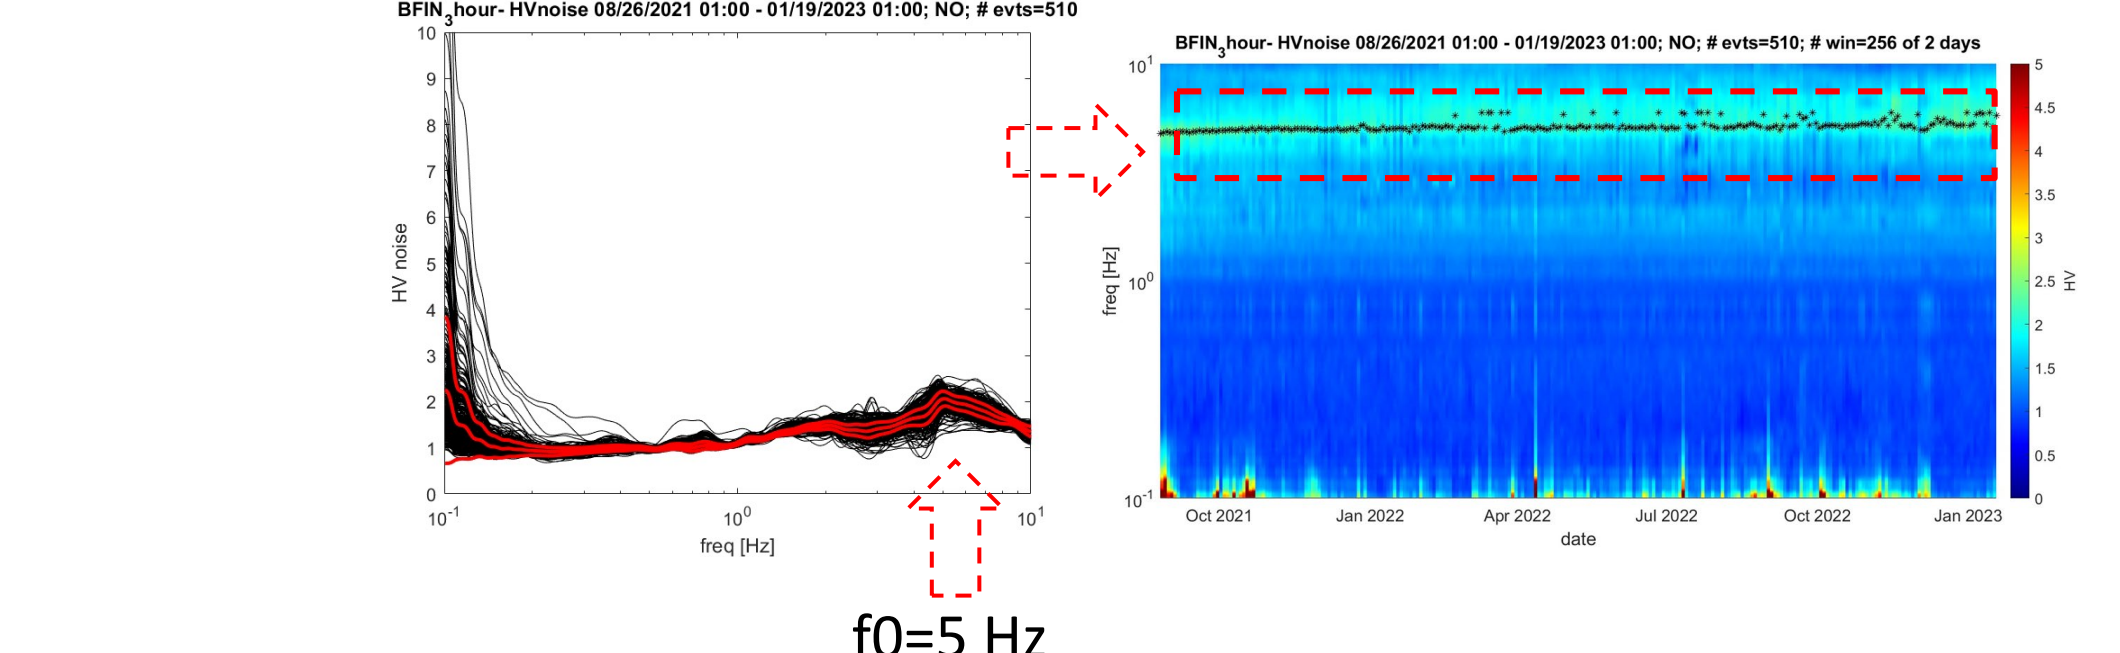 BFIN3hour- HVnoise 08/26/2021 01:00 - 01/19/2023 01:00; NO; # evts=510
10
9
8
7
6
5
4
3
2
1
0
HV noise
10-1
100
101
freq [Hz]
f0=5 Hz
BFIN3hour- HVnoise 08/26/2021 01:00 - 01/19/2023 01:00; NO; # evts=510; # win=256 of 2 days
101
100
10-1
freq [Hz]
Oct 2021
Jan 2022
Apr 2022
Jul 2022
Oct 2022
Jan 2023
date
5
4.5
4
3.5
3
2.5
2
1.5
1
0.5
0
HV